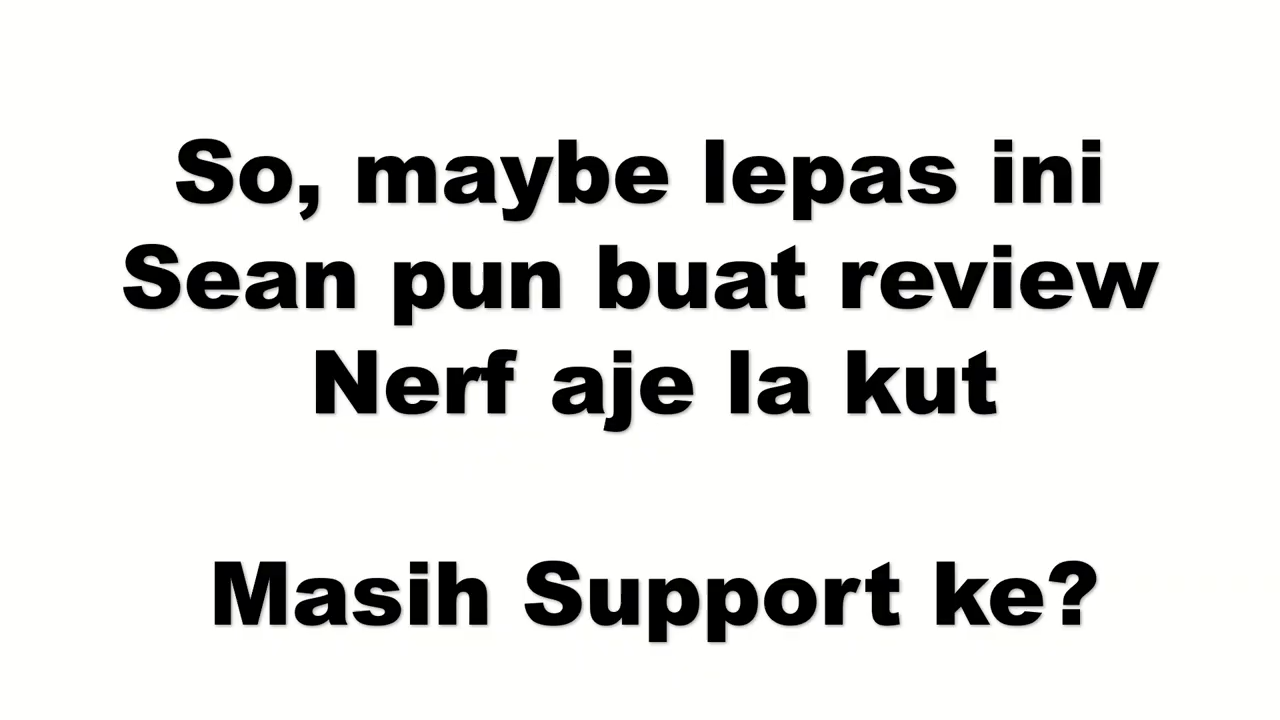 So, maybe lepas ini
Sean pun buat review
Nerf aje la kut
Masih Support ke?